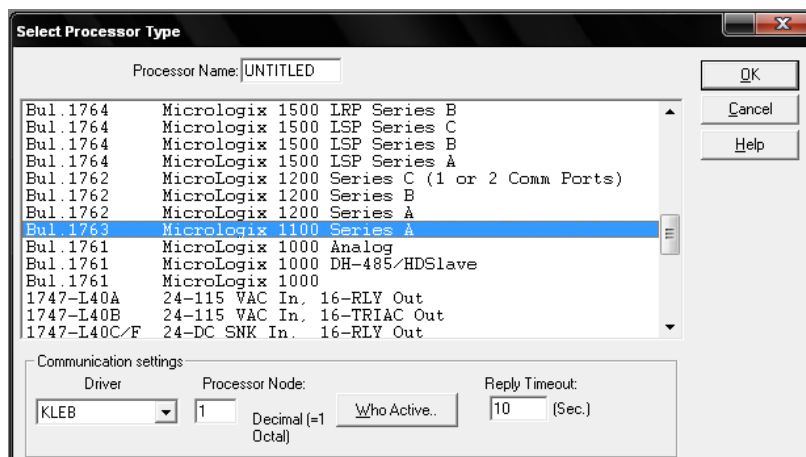 Select Processor Type
Processor Name: UNTITLED
OK
Cancel
Help
Bul.1764 Micrologix 1500 LRP Series B
Bul.1764 Micrologix 1500 LSP Series C
Bul.1764 Micrologix 1500 LSP Series B
Bul.1764 Micrologix 1500 LSP Series A
Bul.1762 MicroLogix 1200 Series C (1 or 2 Comm Ports)
Bul.1762 MicroLogix 1200 Series B
Bul.1762 MicroLogix 1200 Series A
Bul.1763 MicroLogix 1100 Series A
Bul.1761 MicroLogix 1000 Analog
Bul.1761 MicroLogix 1000 DH-485/HDSlave
Bul.1761 MicroLogix 1000
1747-L40A 24-115 VAC In, 16-RLY Out
1747-L40B 24-115 VAC In, 16-TRIAC Out
1747-L40C/F 24-DC SNK In, 16-RLY Out
Communication settings
Driver
Processor Node:
Reply Timeout:
KLEB
1
Decimal (=1 Octal)
Who Active..
10 (Sec.)